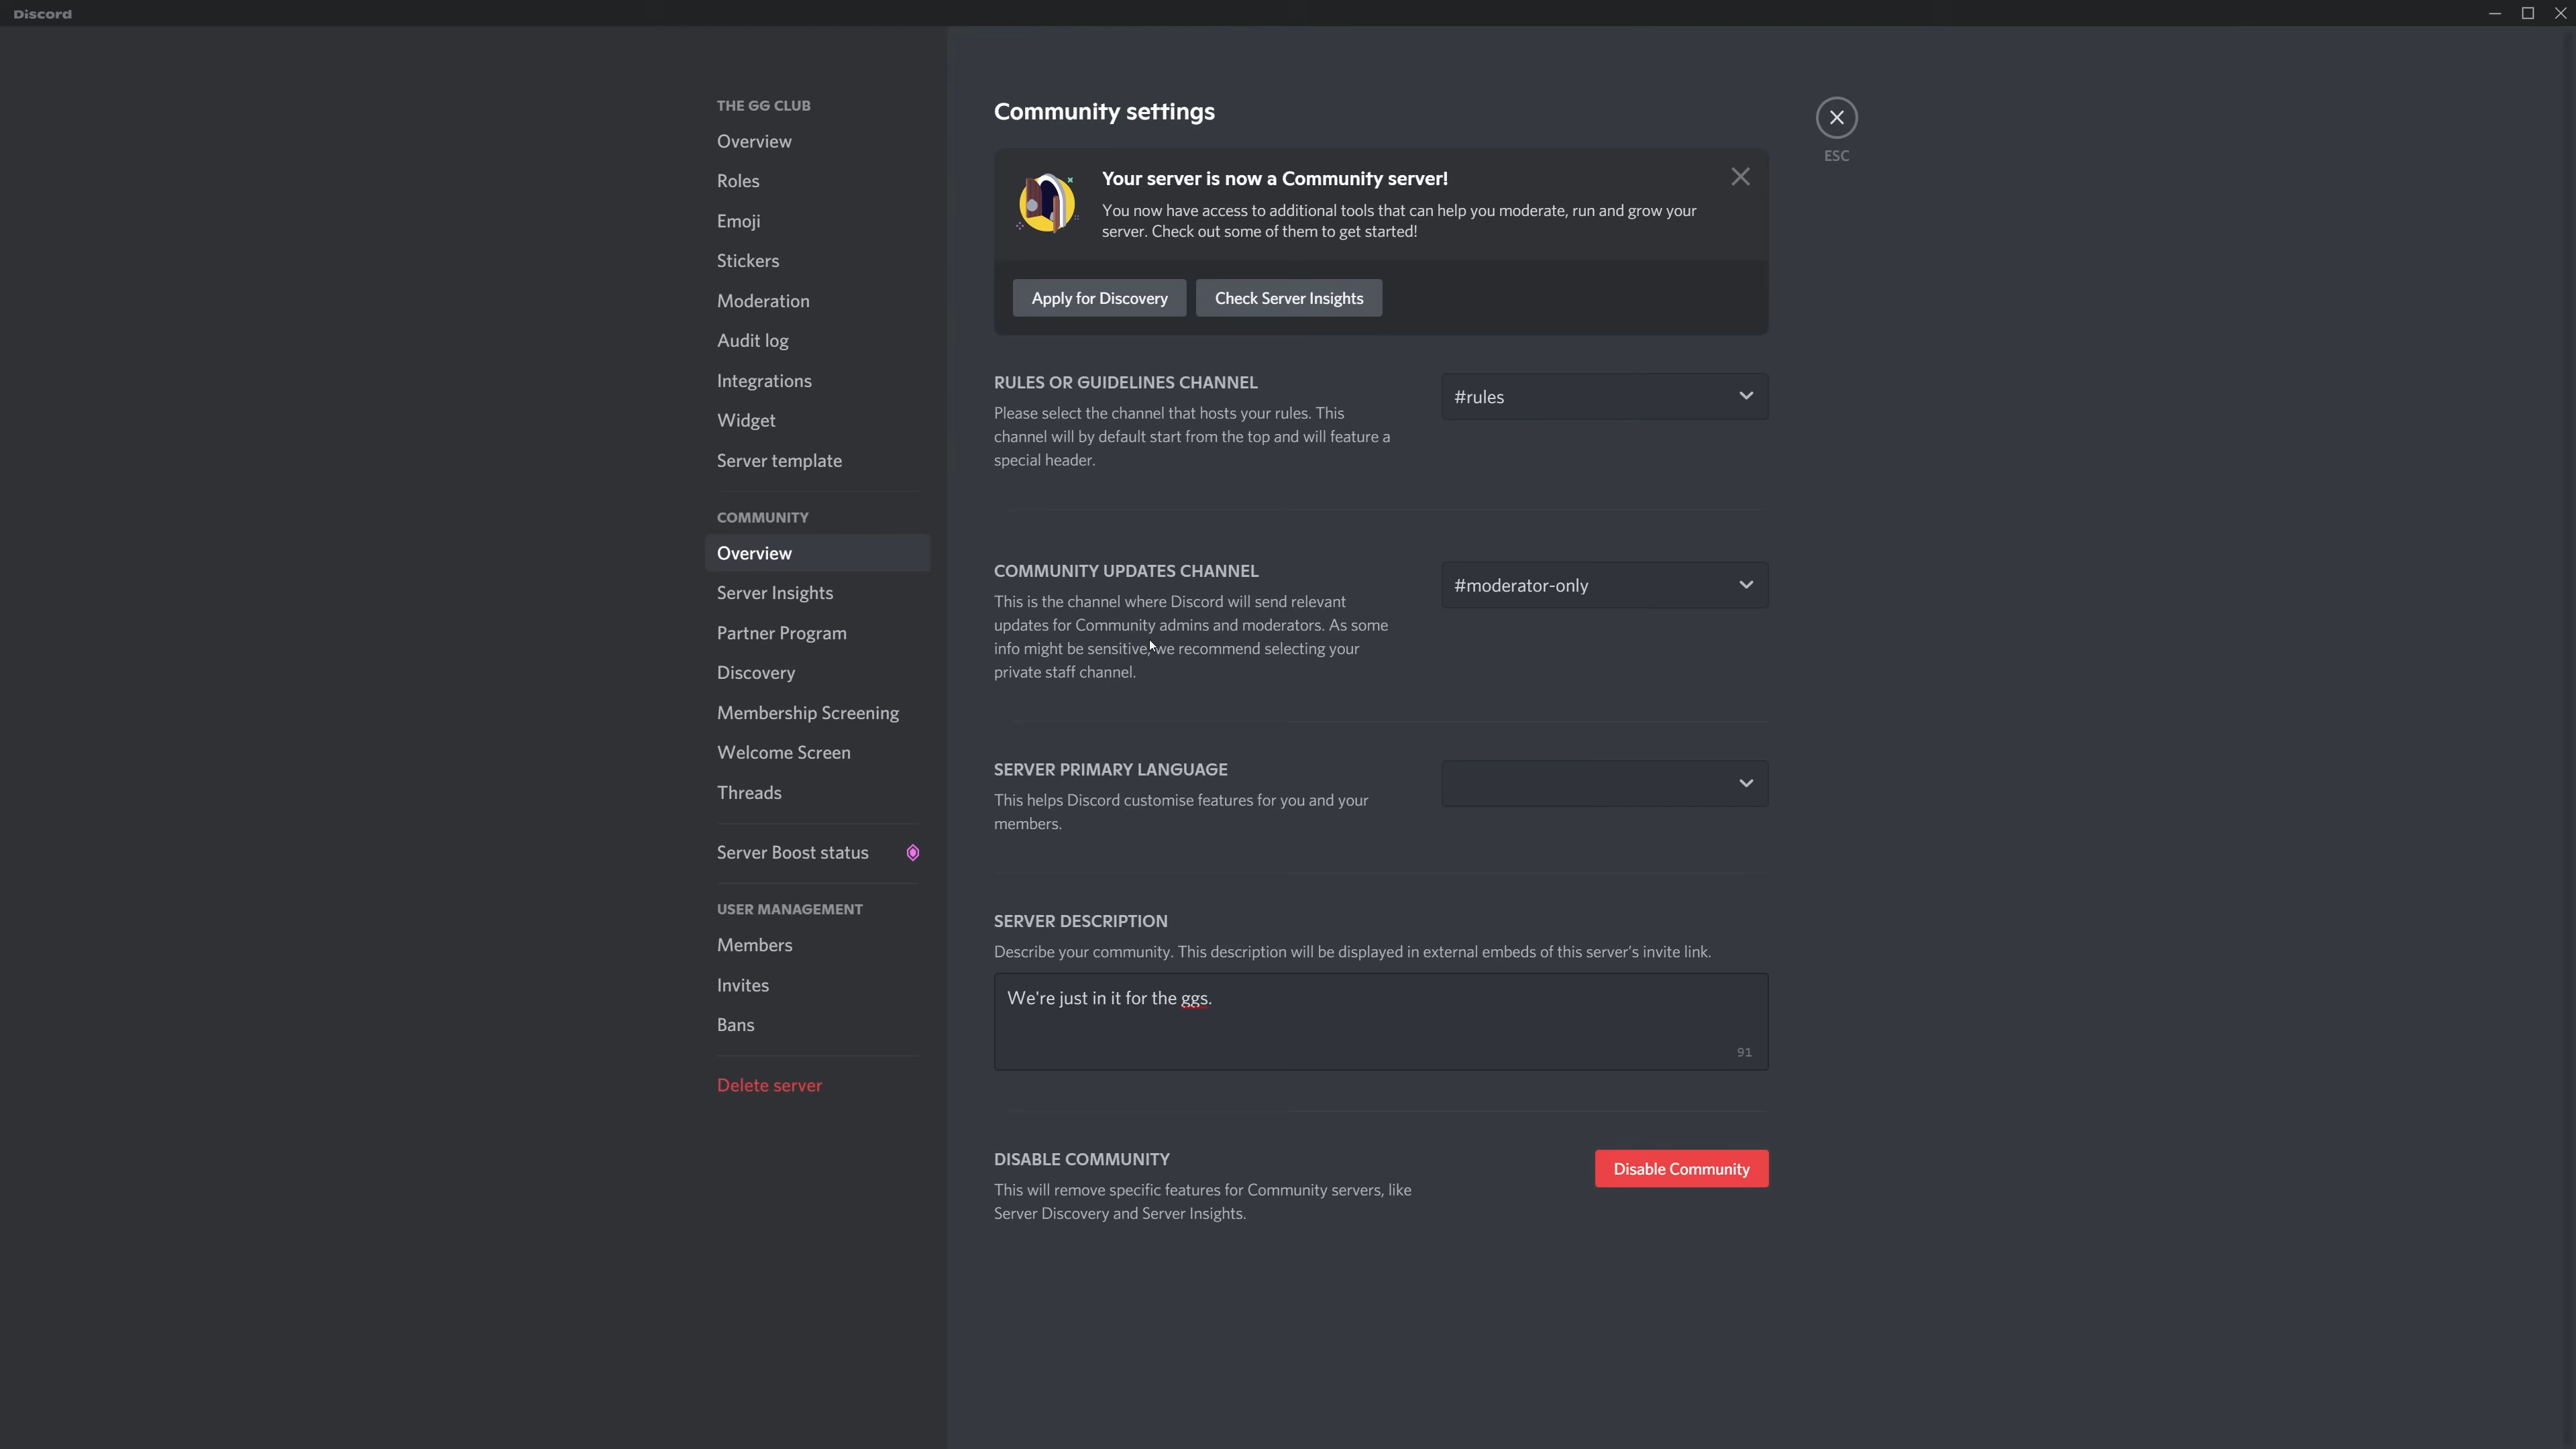 Discord
THE GG CLUB
Overview
Roles
Emoji
Stickers
Moderation
Audit log
Integrations
Widget
Server template
COMMUNITY
Overview
Server Insights
Partner Program
Discovery
Membership Screening
Welcome Screen
Threads
Server Boost status
USER MANAGEMENT
Members
Invites
Bans
Delete server
Community settings
ESC
Your server is now a Community server!
You now have access to additional tools that can help you moderate, run and grow your
server. Check out some of them to get started!
Apply for Discovery
Check Server Insights
RULES OR GUIDELINES CHANNEL
Please select the channel that hosts your rules. This
channel will by default start from the top and will feature a
special header.
#rules
COMMUNITY UPDATES CHANNEL
This is the channel where Discord will send relevant
updates for Community admins and moderators. As some
info might be sensitive, we recommend selecting your
private staff channel.
#moderator-only
SERVER PRIMARY LANGUAGE
This helps Discord customise features for you and your
members.
SERVER DESCRIPTION
Describe your community. This description will be displayed in external embeds of this server's invite link.
We're just in it for the ggs.
91
DISABLE COMMUNITY
This will remove specific features for Community servers, like
Server Discovery and Server Insights.
Disable Community